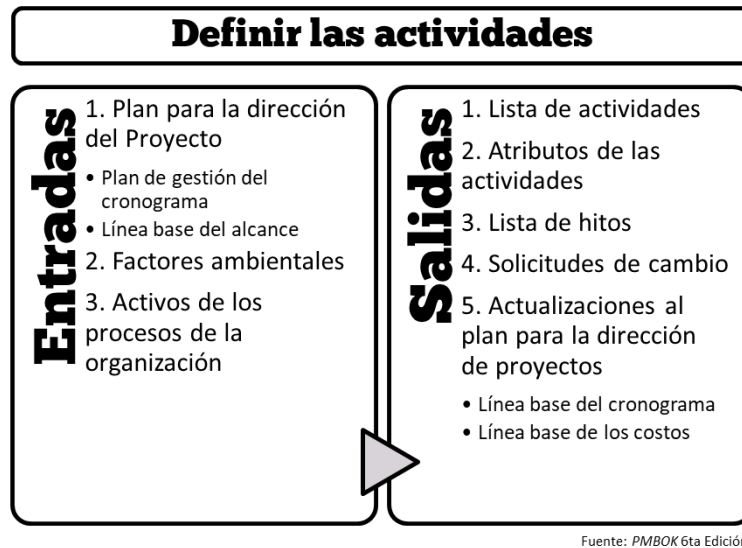 Definir las actividades
Entradas
1. Plan para la dirección
del Proyecto
• Plan de gestión del
cronograma
• Línea base del alcance
2. Factores ambientales
3. Activos de los
procesos de la
organización
Salidas
1. Lista de actividades
2. Atributos de las
actividades
3. Lista de hitos
4. Solicitudes de cambio
5. Actualizaciones al
plan para la dirección
de proyectos
• Línea base del cronograma
• Línea base de los costos
Fuente: PMBOK 6ta Edición